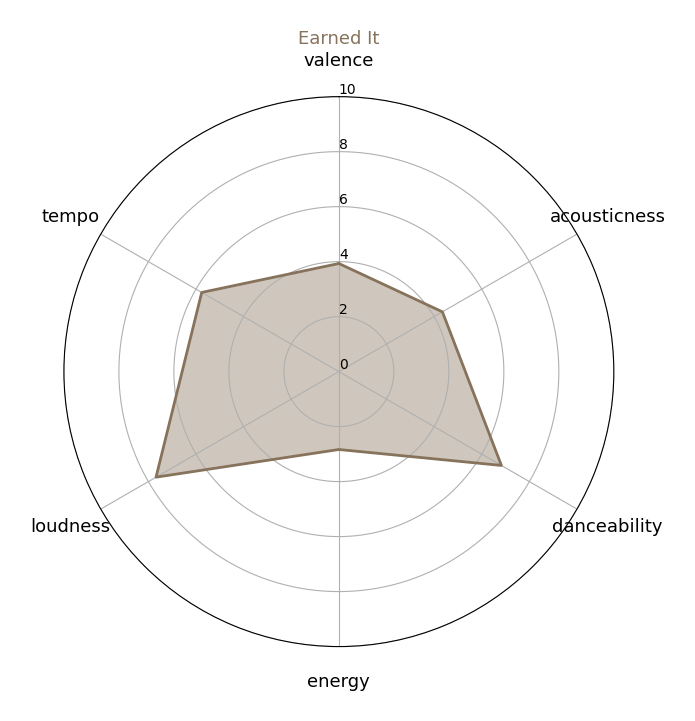 Earned It
valence
10
8
6
4
2
0
tempo
acousticness
loudness
danceability
energy